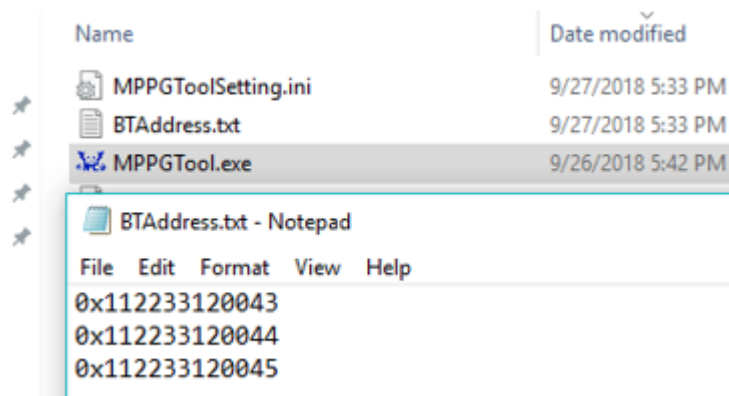 Name Date modified
MPPGToolSetting.ini 9/27/2018 5:33 PM
BTAddress.txt 9/27/2018 5:33 PM
MPPGTool.exe 9/26/2018 5:42 PM
BTAddress.txt - Notepad
File Edit Format View Help
0x112233120043
0x112233120044
0x112233120045